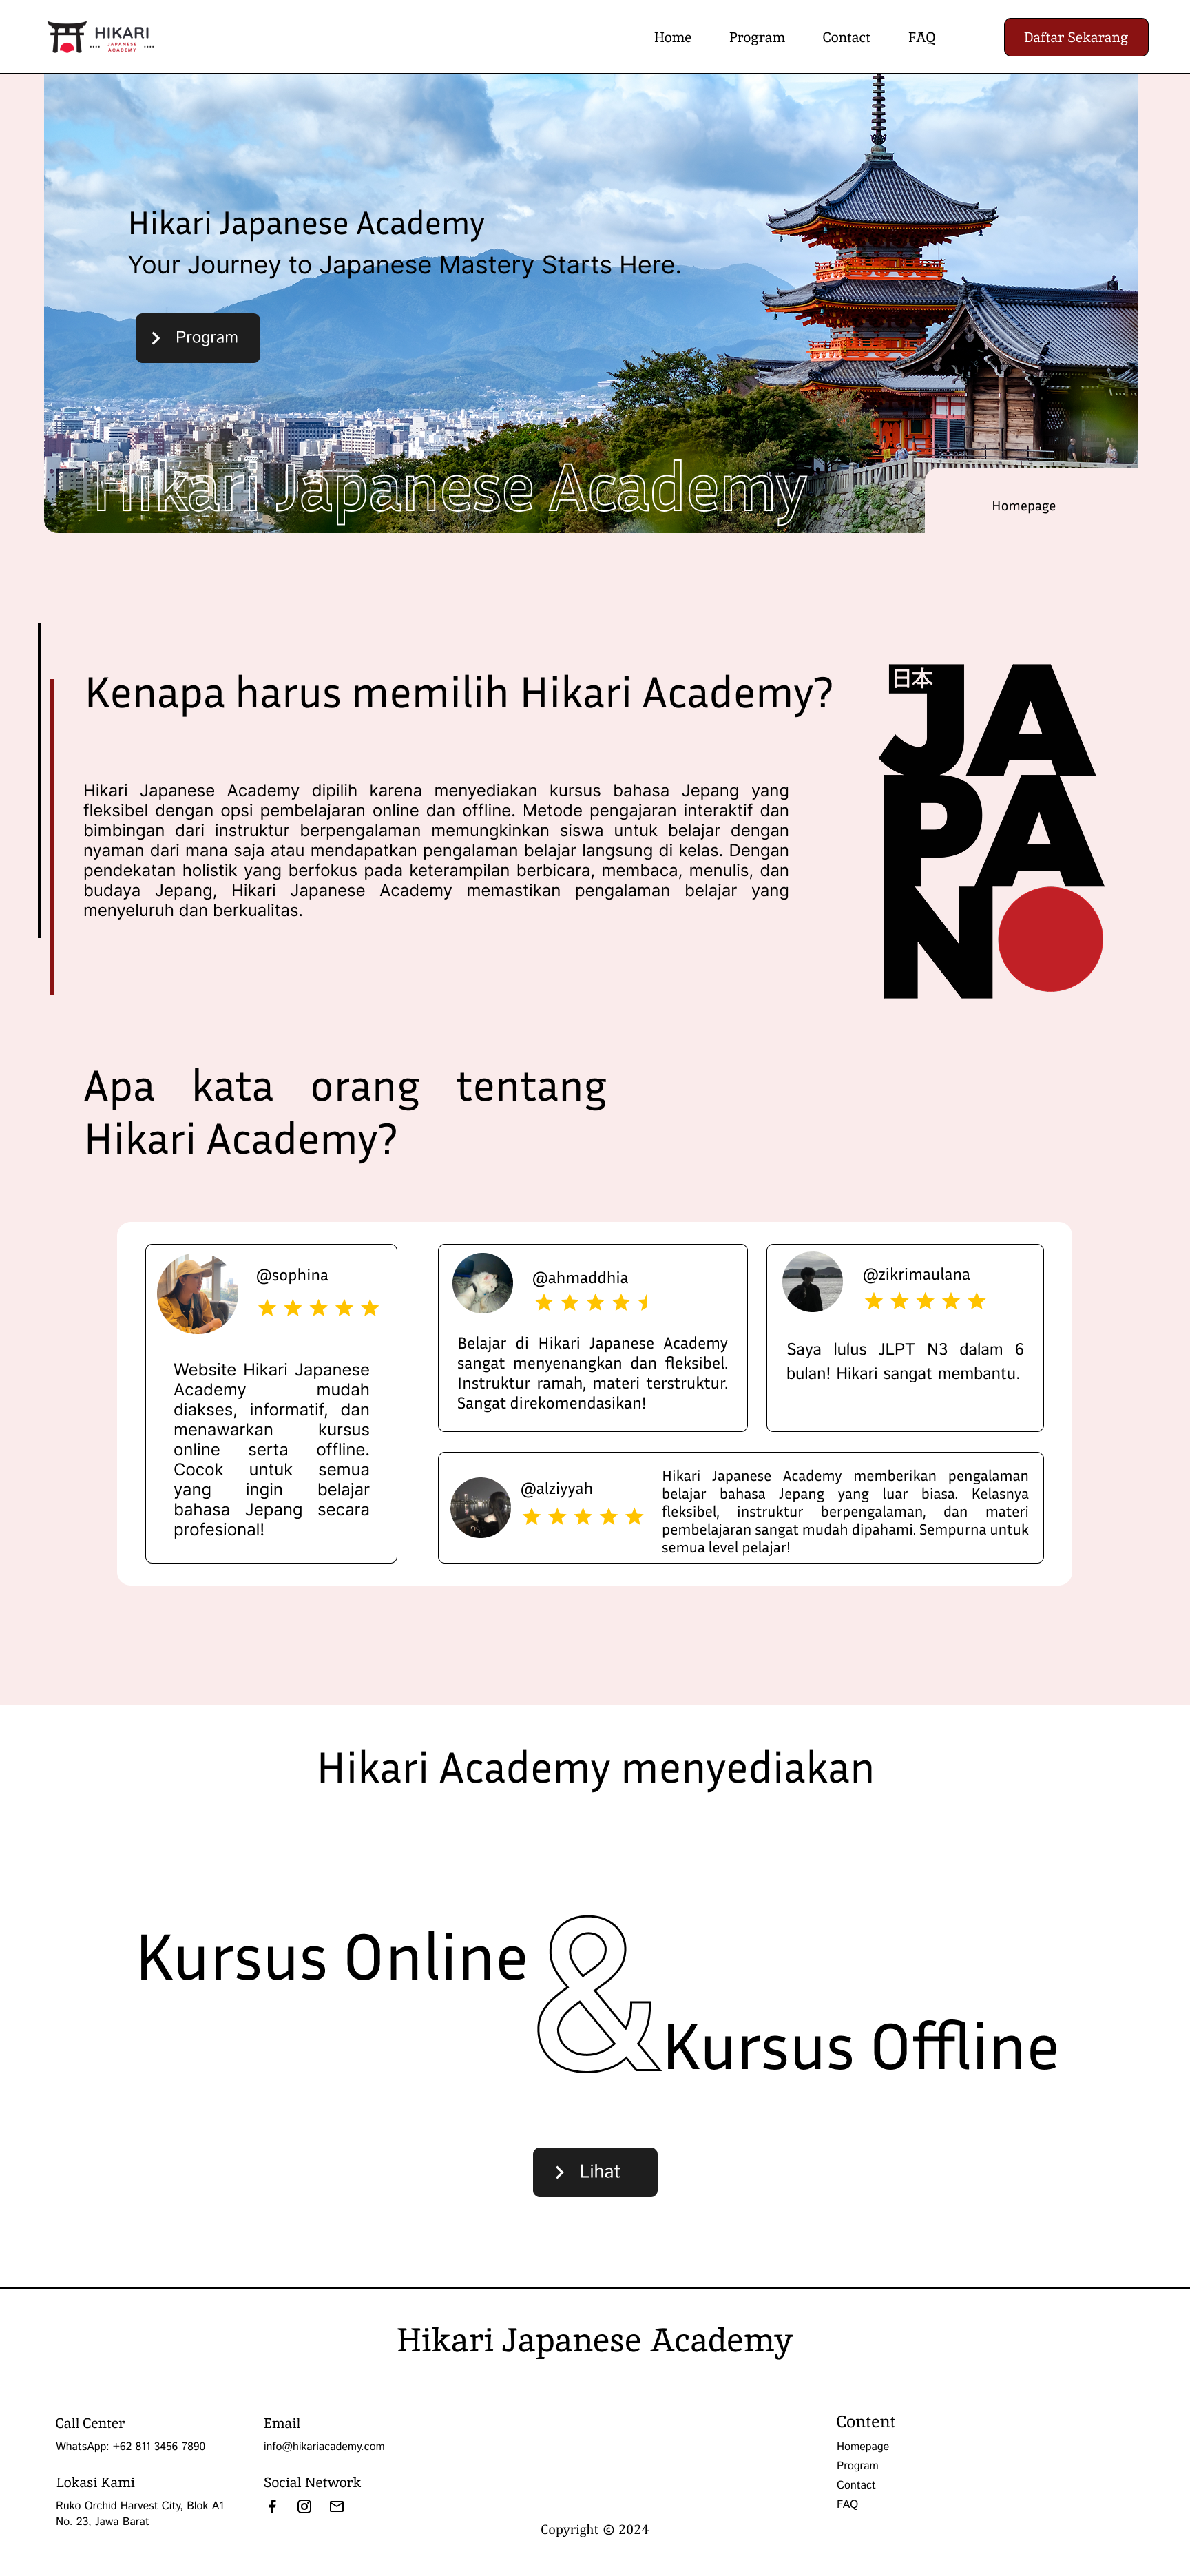 HIKARI
JAPANESE
ACADEMY
Home
Program
Contact
FAQ
Daftar Sekarang
Hikari Japanese Academy
Your Journey to Japanese Mastery Starts Here.
Program
Hikari Japanese Academy
Homepage
Kenapa harus memilih Hikari Academy?
Hikari Japanese Academy dipilih karena menyediakan kursus bahasa Jepang yang
fleksibel dengan opsi pembelajaran online dan offline. Metode pengajaran interaktif dan
bimbingan dari instruktur berpengalaman memungkinkan siswa untuk belajar dengan
nyaman dari mana saja atau mendapatkan pengalaman belajar langsung di kelas. Dengan
pendekatan holistik yang berfokus pada keterampilan berbicara, membaca, menulis, dan
budaya Jepang, Hikari Japanese Academy memastikan pengalaman belajar yang
menyeluruh dan berkualitas.
日本
JA
PA
N
Apa kata orang tentang
Hikari Academy?
@sophina
Website Hikari Japanese
Academy mudah
diakses, informatif, dan
menawarkan kursus
online serta offline.
Cocok untuk semua
yang ingin belajar
bahasa Jepang secara
profesional!
@ahmaddhia
Belajar di Hikari Japanese Academy
sangat menyenangkan dan fleksibel.
Instruktur ramah, materi terstruktur.
Sangat direkomendasikan!
@zikrimaulana
Saya lulus JLPT N3 dalam 6
bulan! Hikari sangat membantu.
@alziyyah
Hikari Japanese Academy memberikan pengalaman
belajar bahasa Jepang yang luar biasa. Kelasnya
fleksibel, instruktur berpengalaman, dan materi
pembelajaran sangat mudah dipahami. Sempurna untuk
semua level pelajar!
Hikari Academy menyediakan
Kursus Online
&
Kursus Offline
Lihat
Hikari Japanese Academy
Call Center
WhatsApp: +62 811 3456 7890
Lokasi Kami
Ruko Orchid Harvest City, Blok A1
No. 23, Jawa Barat
Email
info@hikariacademy.com
Social Network
Content
Homepage
Program
Contact
FAQ
Copyright © 2024